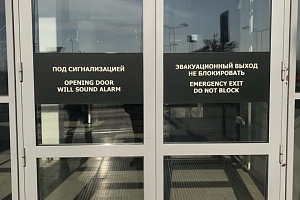 ПОД СИГНАЛИЗАЦИЕЙ
OPENING DOOR
WILL SOUND ALARM
ЭВАКУАЦИОННЫЙ ВЫХОД
НЕ БЛОКИРОВАТЬ
EMERGENCY EXIT
DO NOT BLOCK